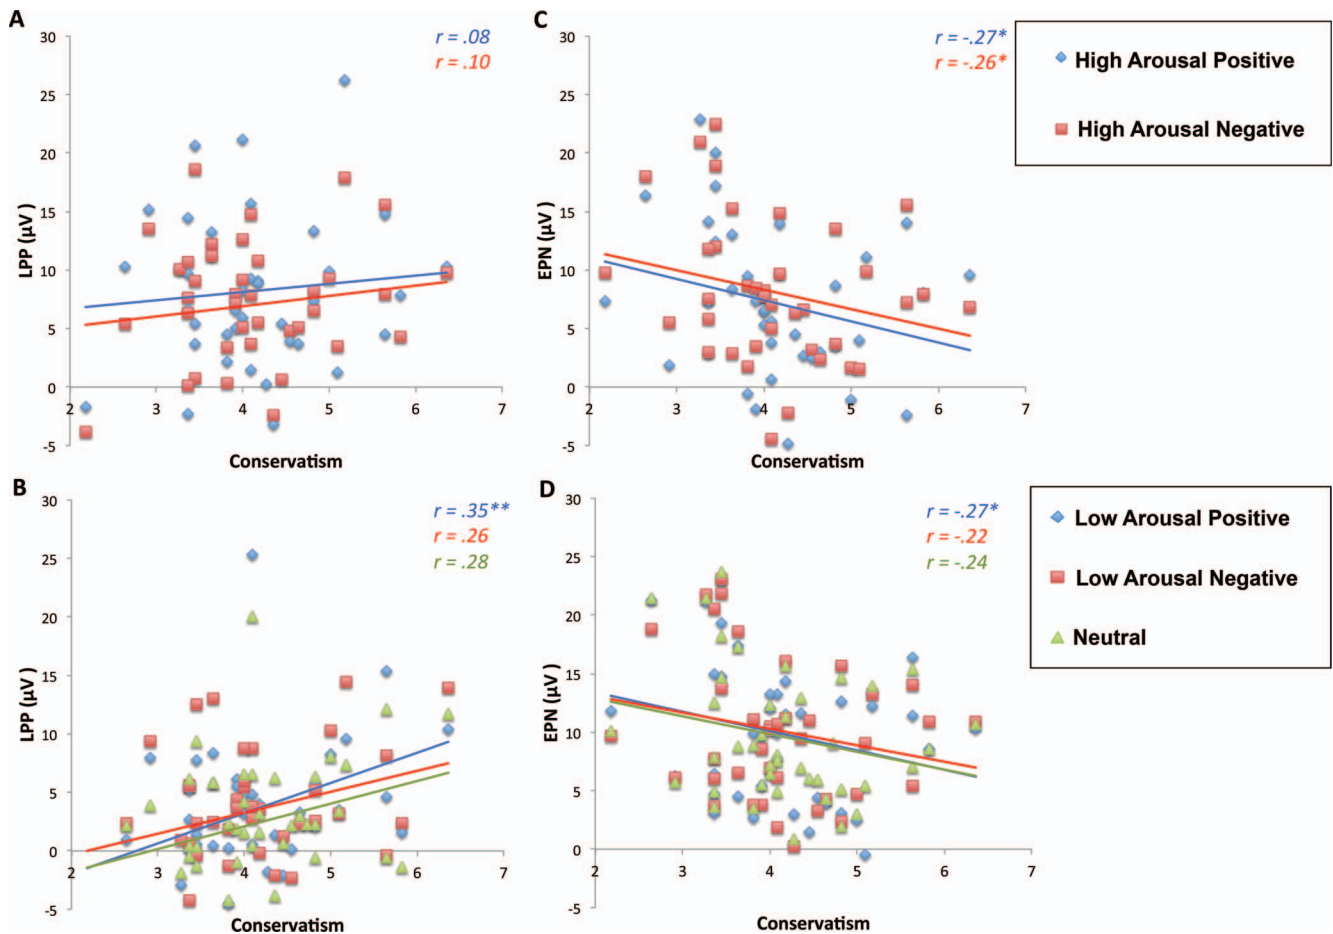 A
r = .08
r = .10
30
25
20
15
10
5
0
-5
LPP (μV)
2 3 4 5 6 7
Conservatism
C
r = -.27*
r = -.26*
30
25
20
15
10
5
0
-5
EPN (μV )
2 3 4 5 6 7
Conservatism
High Arousal Positive
High Arousal Negative
B
r = .35**
r = .26
r = .28
30
25
20
15
10
5
0
-5
LPP (μV )
2 3 4 5 6 7
Conservatism
D
r = -.27*
r = -.22
r = -.24
30
25
20
15
10
5
0
-5
EPN (μV )
2 3 4 5 6 7
Conservatism
Low Arousal Positive
Low Arousal Negative
Neutral